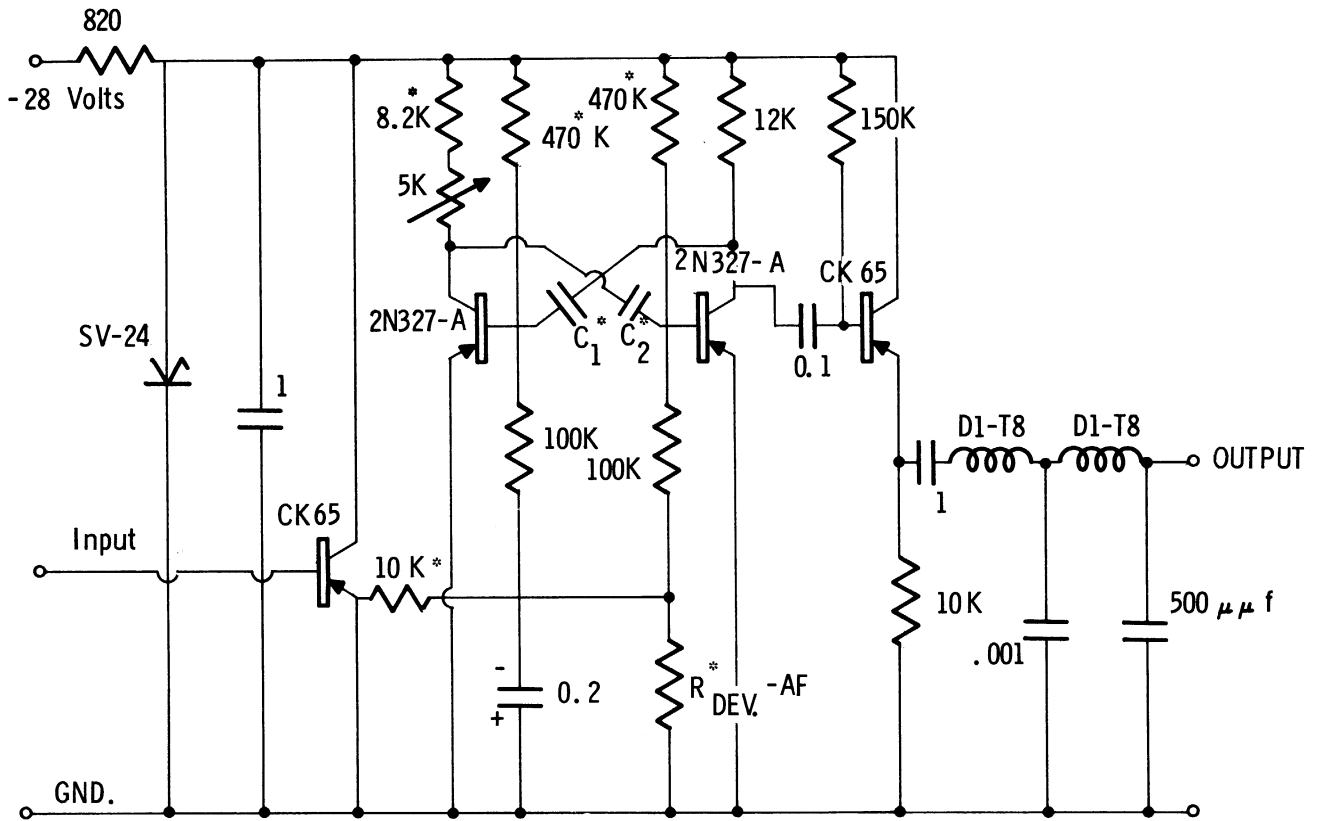 820
-28 Volts
8.2K*
470* K
470*K
12K
150K
5K
2N327-A
CK 65
2N327-A
SV-24
C1*
C2*
0.1
1
D1-T8
D1-T8
OUTPUT
100K
100K
1
CK65
Input
10 K*
10K
500 μμ f
.001
-
0.2
+
R*DEV. -AF
GND.